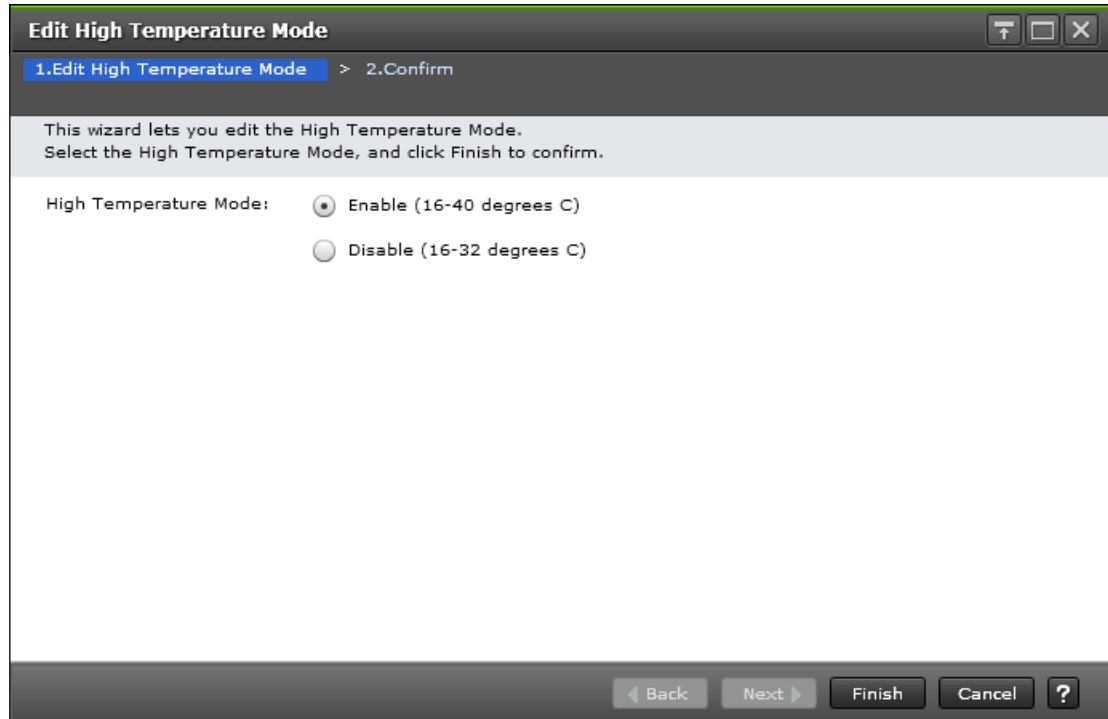 Edit High Temperature Mode
1.Edit High Temperature Mode > 2.Confirm
This wizard lets you edit the High Temperature Mode.
Select the High Temperature Mode, and click Finish to confirm.
High Temperature Mode: Enable (16-40 degrees C)
Disable (16-32 degrees C)
Back Next Finish Cancel ?